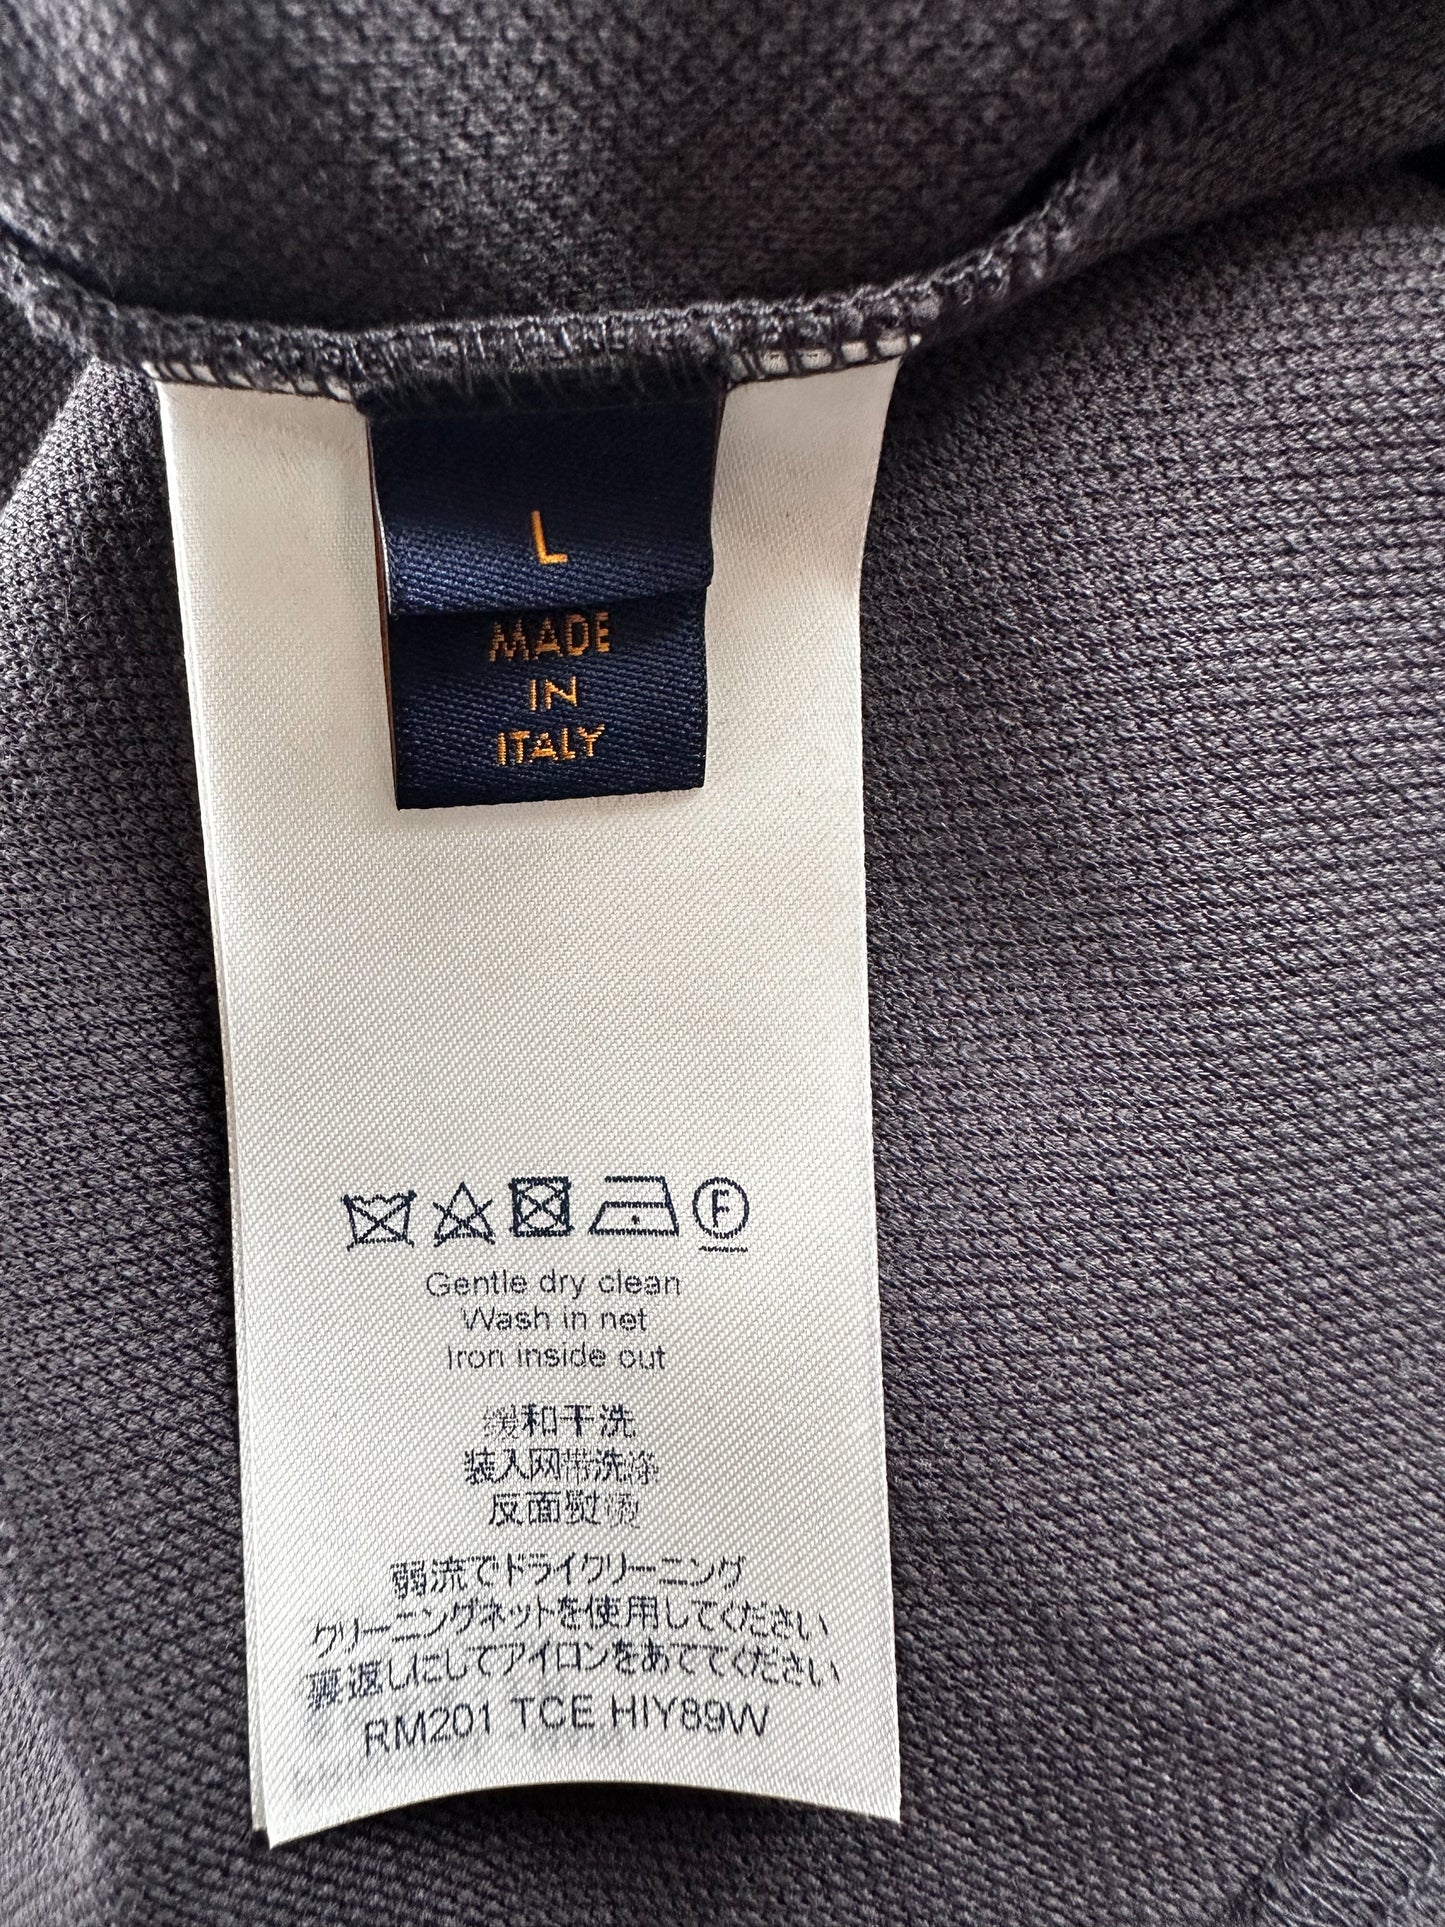 L
MADE
IN
ITALY
F
Gentle dry clean
Wash in net
Iron inside out
缓和干洗
装入网带洗涤
反面熨烫
弱流でドライクリーニング
クリーニングネットを使用してください
裏返しにしてアイロンをあててください
RM201 TCE HIY89W